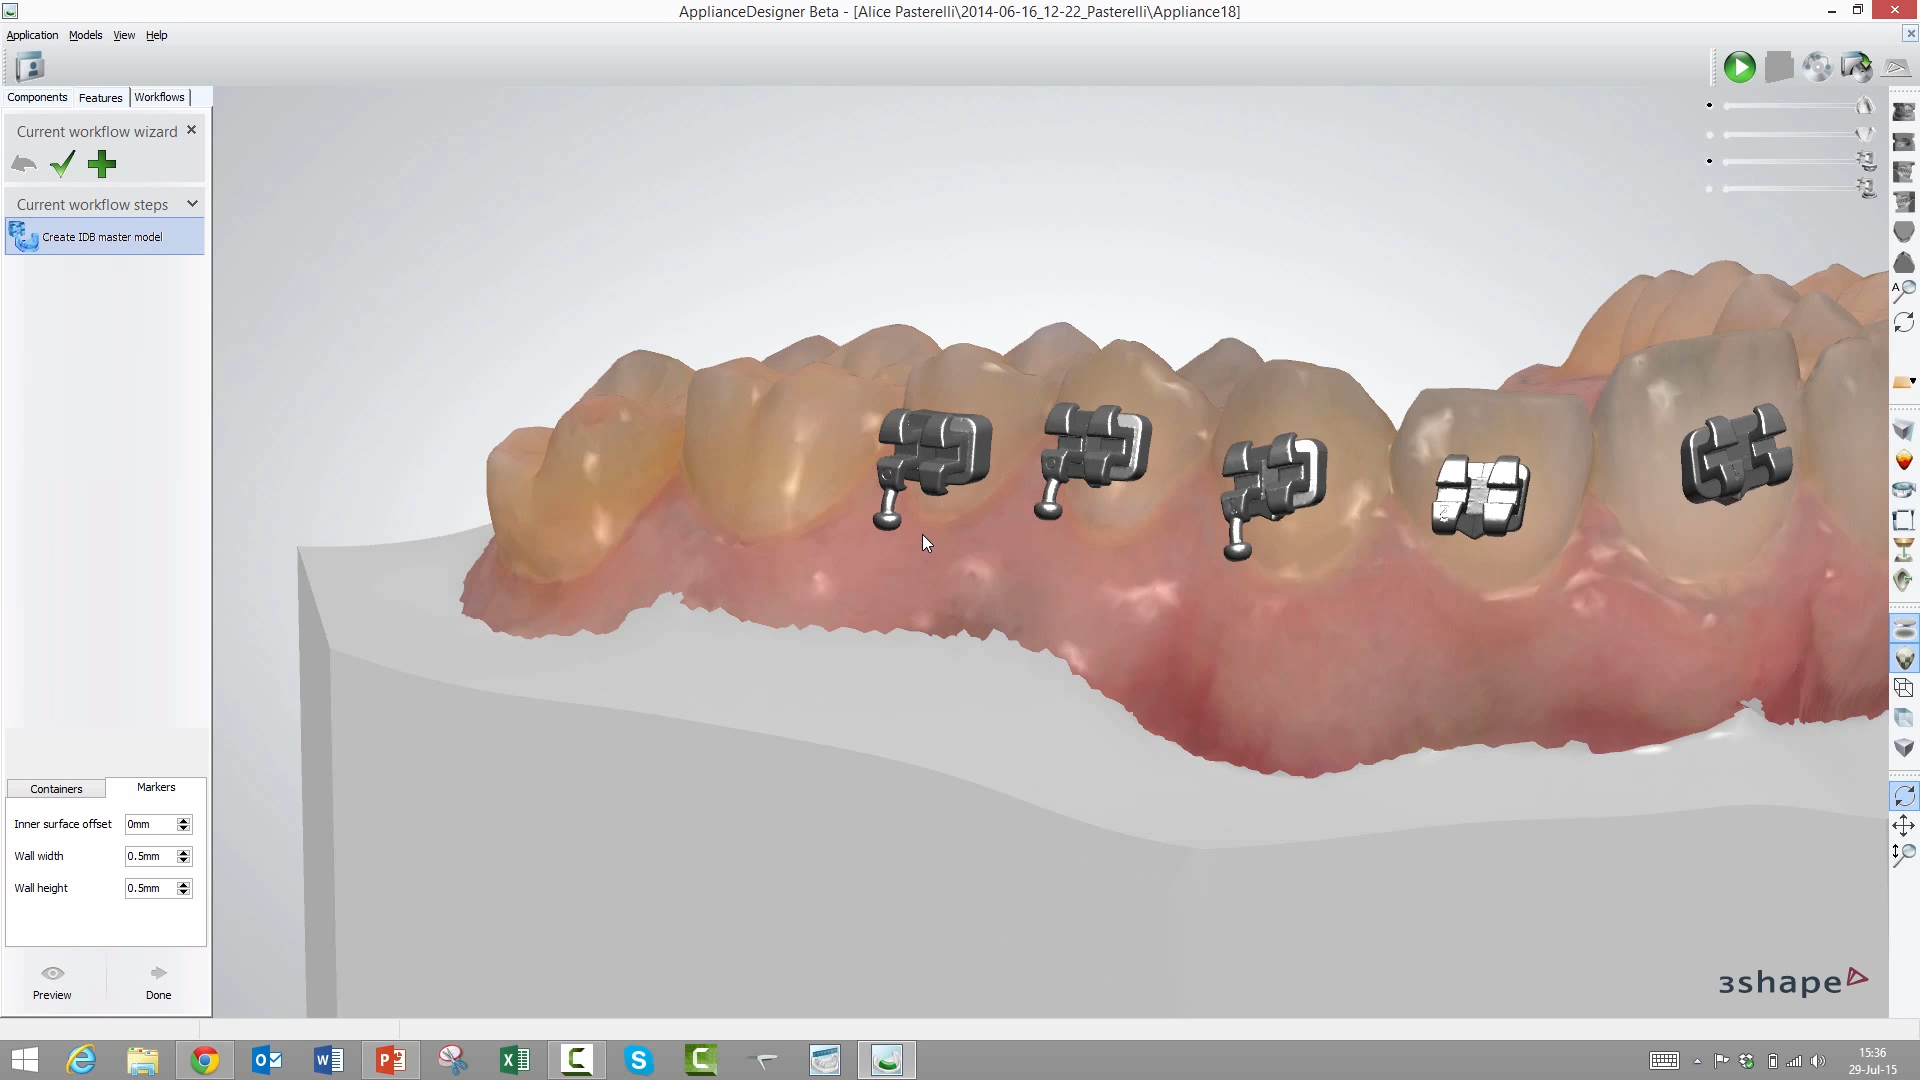 ApplianceDesigner Beta - [Alice Pasterelli\2014-06-16_12-22_Pasterelli\Appliance18]
Application Models View Help
Components Features Workflows
Current workflow wizard
Current workflow steps
Create IDB master model
A
Containers Markers
Inner surface offset 0mm
Wall width 0.5mm
Wall height 0.5mm
Preview Done
3shape
15:36
29-Jul-15